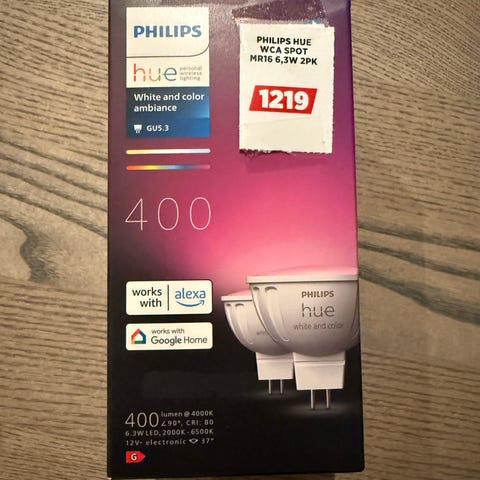 PHILIPS
hue personal wireless lighting
White and color
ambiance
GU5.3
PHILIPS HUE
WCA SPOT
MR16 6,3W 2PK
1219
400
works with alexa
works with
Google Home
PHILIPS
hue
white and color
400 lumen @ 4000K
∠90°, CRI: 80
6.3W LED, 2000K - 6500K
12V~ electronic 37°
G